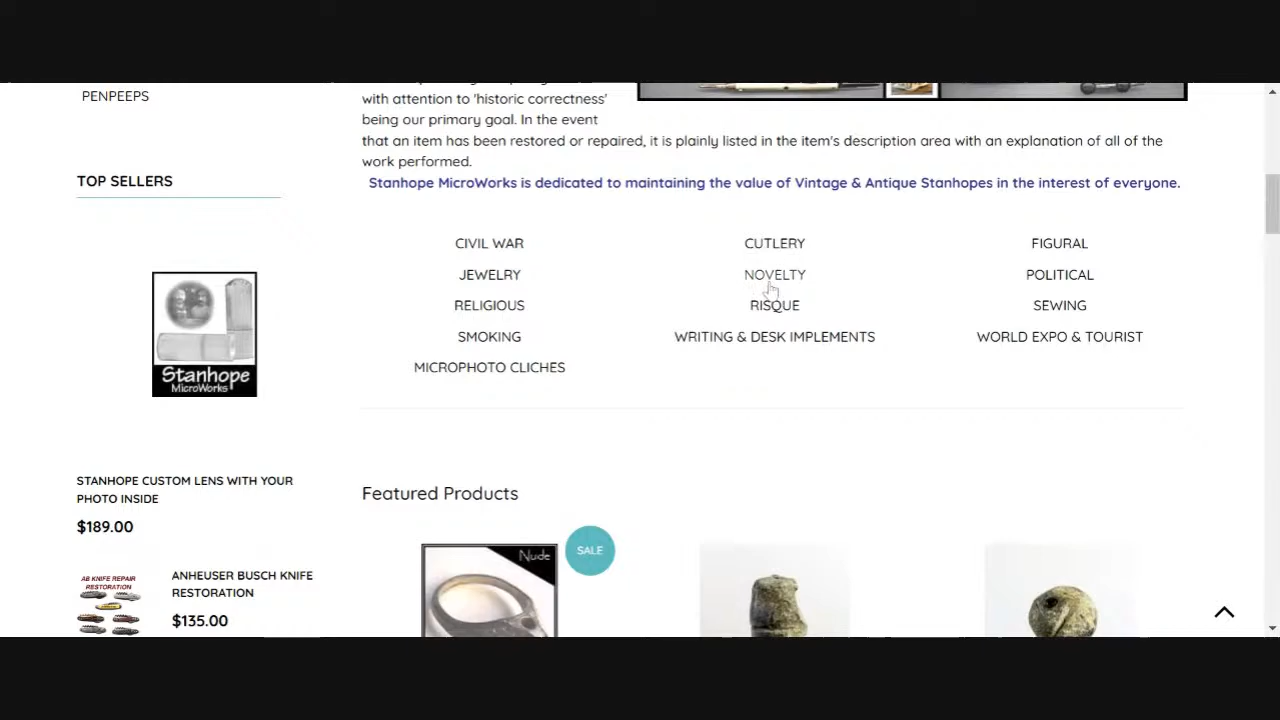 PENPEEPS
with attention to 'historic correctness'
being our primary goal. In the event
that an item has been restored or repaired, it is plainly listed in the item's description area with an explanation of all of the
work performed.
Stanhope MicroWorks is dedicated to maintaining the value of Vintage & Antique Stanhopes in the interest of everyone.
TOP SELLERS
CIVIL WAR
CUTLERY
FIGURAL
JEWELRY
NOVELTY
POLITICAL
RELIGIOUS
RISQUE
SEWING
SMOKING
WRITING & DESK IMPLEMENTS
WORLD EXPO & TOURIST
MICROPHOTO CLICHES
Stanhope
MicroWorks
STANHOPE CUSTOM LENS WITH YOUR
PHOTO INSIDE
$189.00
Featured Products
Nude
SALE
AB KNIFE REPAIR
RESTORATION
ANHEUSER BUSCH KNIFE
RESTORATION
$135.00